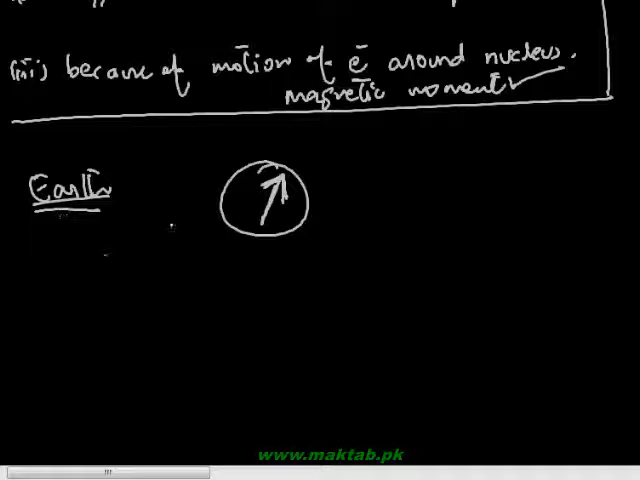 (iii) because of motion of ē around nucleus.
magnetic moment
Earth
www.maktab.pk